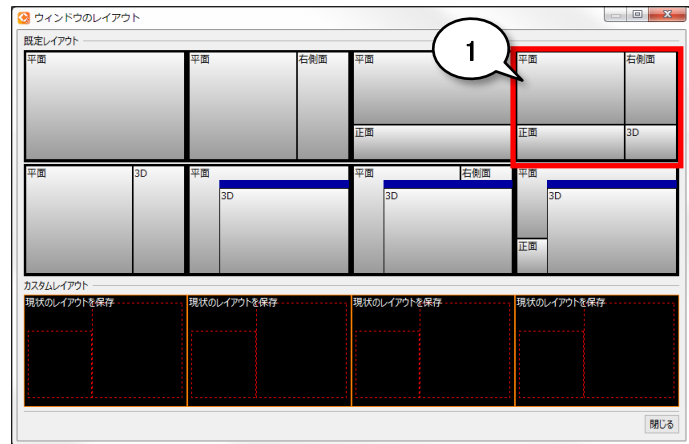 ウィンドウのレイアウト
既定レイアウト
平面
平面
右側面
平面
正面
1
平面
右側面
正面
3D
平面
3D
平面
3D
平面
右側面
3D
平面
3D
正面
カスタムレイアウト
現状のレイアウトを保存
現状のレイアウトを保存
現状のレイアウトを保存
現状のレイアウトを保存
閉じる